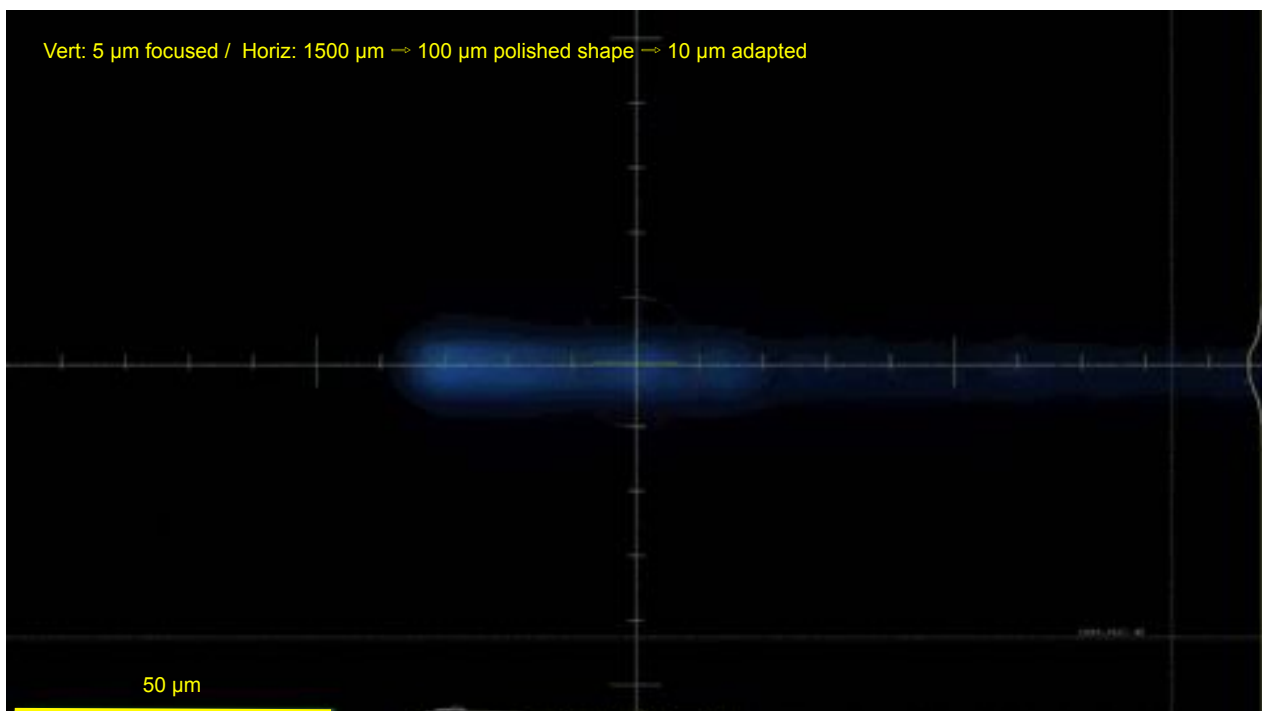 Vert: 5 µm focused /  Horiz: 1500 µm → 100 µm polished shape → 10 µm adapted
50 µm